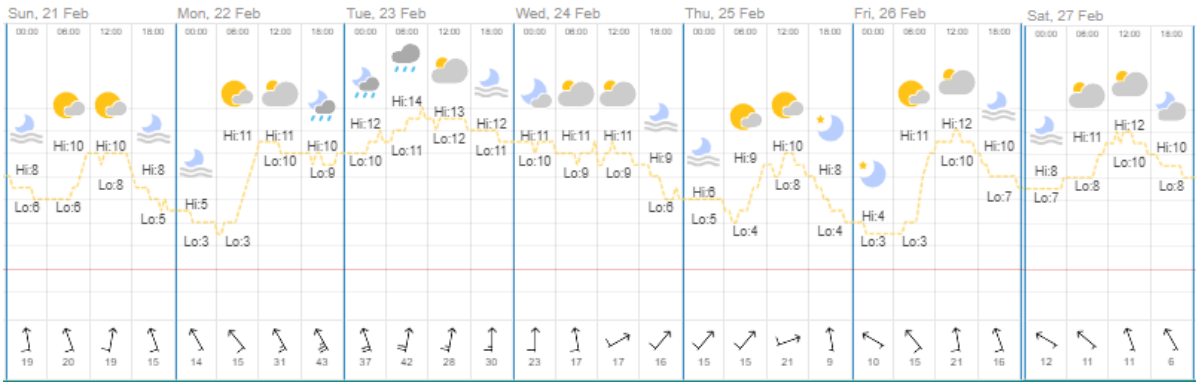 Sun, 21 Feb
Mon, 22 Feb
Tue, 23 Feb
Wed, 24 Feb
Thu, 25 Feb
Fri, 26 Feb
Sat, 27 Feb
00:00 06:00 12:00 18:00 00:00 06:00 12:00 18:00 00:00 06:00 12:00 18:00 00:00 06:00 12:00 18:00 00:00 06:00 12:00 18:00 00:00 06:00 12:00 18:00 00:00 06:00 12:00 18:00
Hi:8 Hi:10 Hi:10 Hi:8 Hi:5 Hi:11 Hi:11 Hi:10 Hi:12 Hi:14 Hi:13 Hi:12 Hi:11 Hi:11 Hi:11 Hi:9 Hi:6 Hi:9 Hi:10 Hi:8 Hi:4 Hi:11 Hi:12 Hi:10 Hi:8 Hi:11 Hi:12 Hi:10
Lo:6 Lo:6 Lo:8 Lo:5 Lo:3 Lo:3 Lo:10 Lo:9 Lo:10 Lo:11 Lo:12 Lo:11 Lo:10 Lo:9 Lo:9 Lo:6 Lo:5 Lo:4 Lo:8 Lo:4 Lo:3 Lo:3 Lo:10 Lo:7 Lo:7 Lo:8 Lo:10 Lo:8
19 20 19 15 14 15 31 43 37 42 28 30 23 17 17 16 15 15 21 9 10 15 21 16 12 11 11 6